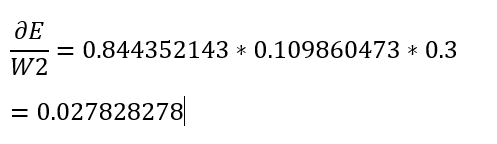 ∂E/W2 = 0.844352143 ∗ 0.109860473 ∗ 0.3
= 0.027828278